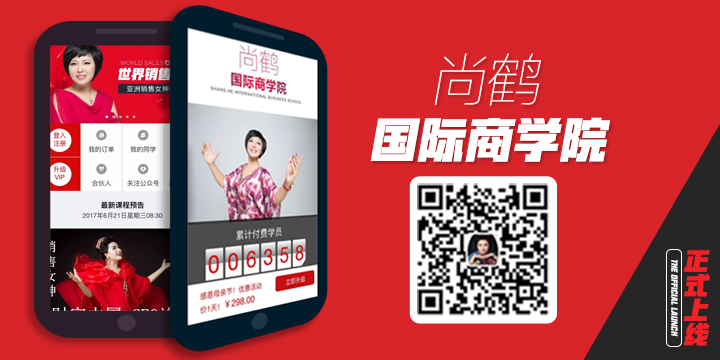 WORLD SALES
世界销售
亚洲销售女神
登入
注册
我的订单
我的同学
升级
VIP
合伙人
关注公众号
最新课程预告
2017年6月21日星期三08:30
销售女神
尚鹤
国际商学院
SHANG HE INTERNATIONAL BUSINESS SCHOOL
累计付费学员
006358
感恩母亲节！优惠活动
价1天！￥298.00
立即升级
尚鹤
国际商学院
正式上线
THE OFFICIAL LAUNCH